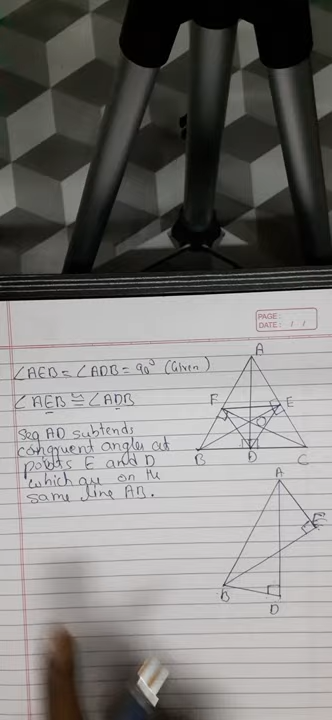 PAGE:
DATE: / /
∠AEB = ∠ADB = 90° (Given)
∠AEB ≅ ∠ADB
seg AD subtends
congruent angles at
points E and D
which are on the
same line AB.
A
F
E
O
B
D
C
A
E
B
D